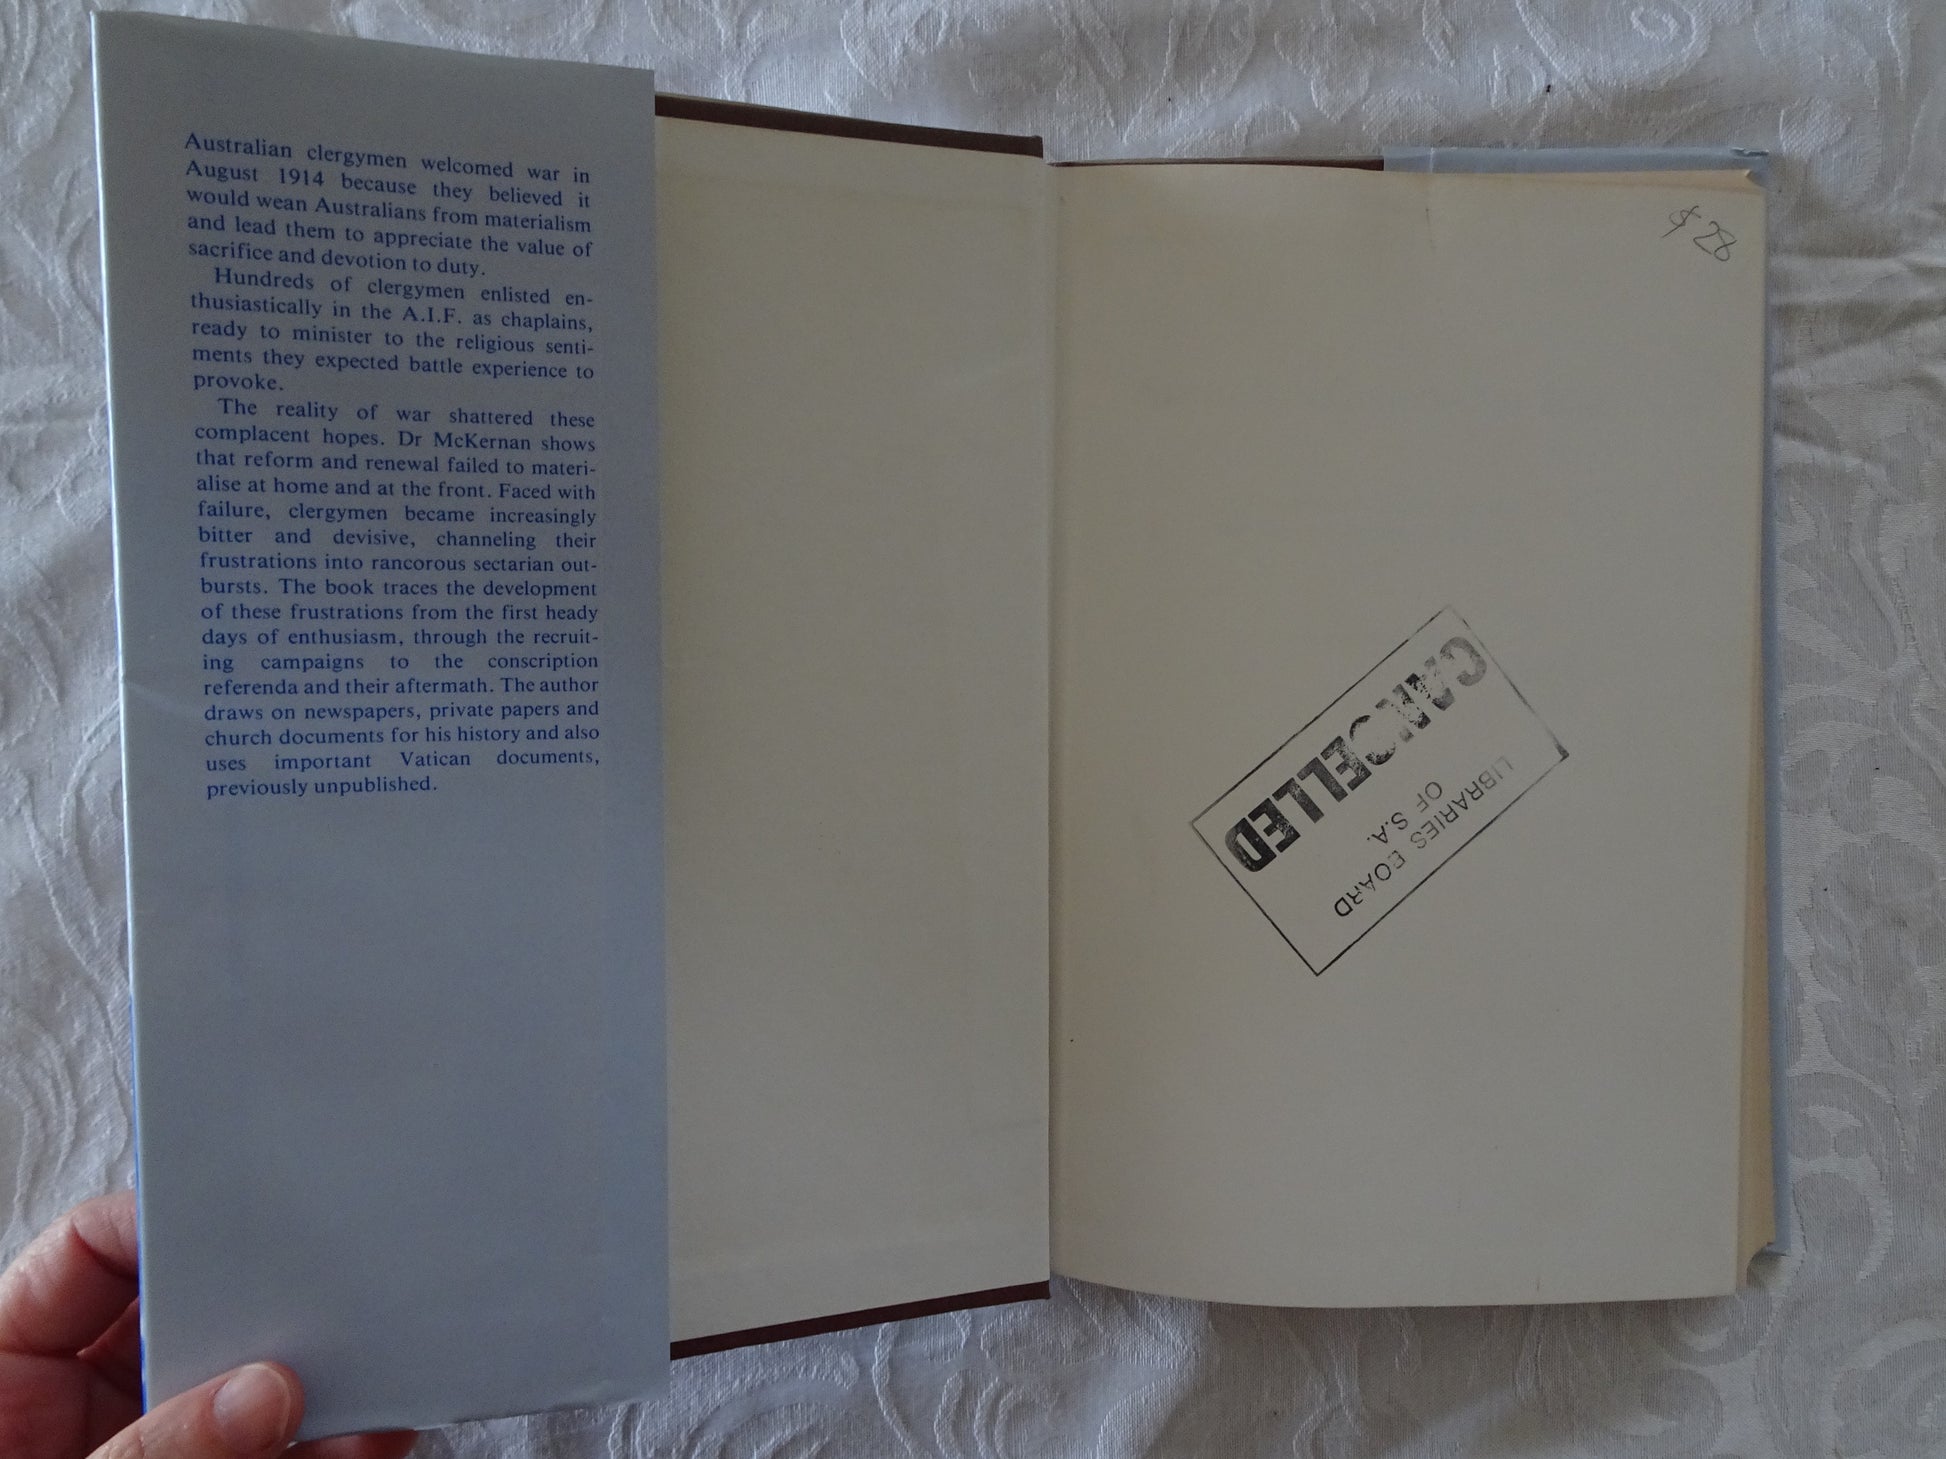 Australian clergymen welcomed war in
August 1914 because they believed it
would wean Australians from materialism
and lead them to appreciate the value of
sacrifice and devotion to duty.
Hundreds of clergymen enlisted en-
thusiastically in the A.I.F. as chaplains,
ready to minister to the religious senti-
ments they expected battle experience to
provoke.
The reality of war shattered these
complacent hopes. Dr McKernan shows
that reform and renewal failed to materi-
alise at home and at the front. Faced with
failure, clergymen became increasingly
bitter and devisive, channeling their
frustrations into rancorous sectarian out-
bursts. The book traces the development
of these frustrations from the first heady
days of enthusiasm, through the recruit-
ing campaigns to the conscription
referenda and their aftermath. The author
draws on newspapers, private papers and
church documents for his history and also
uses important Vatican documents,
previously unpublished.
$28
LIBRARIES BOARD
OF S.A.
CANCELLED